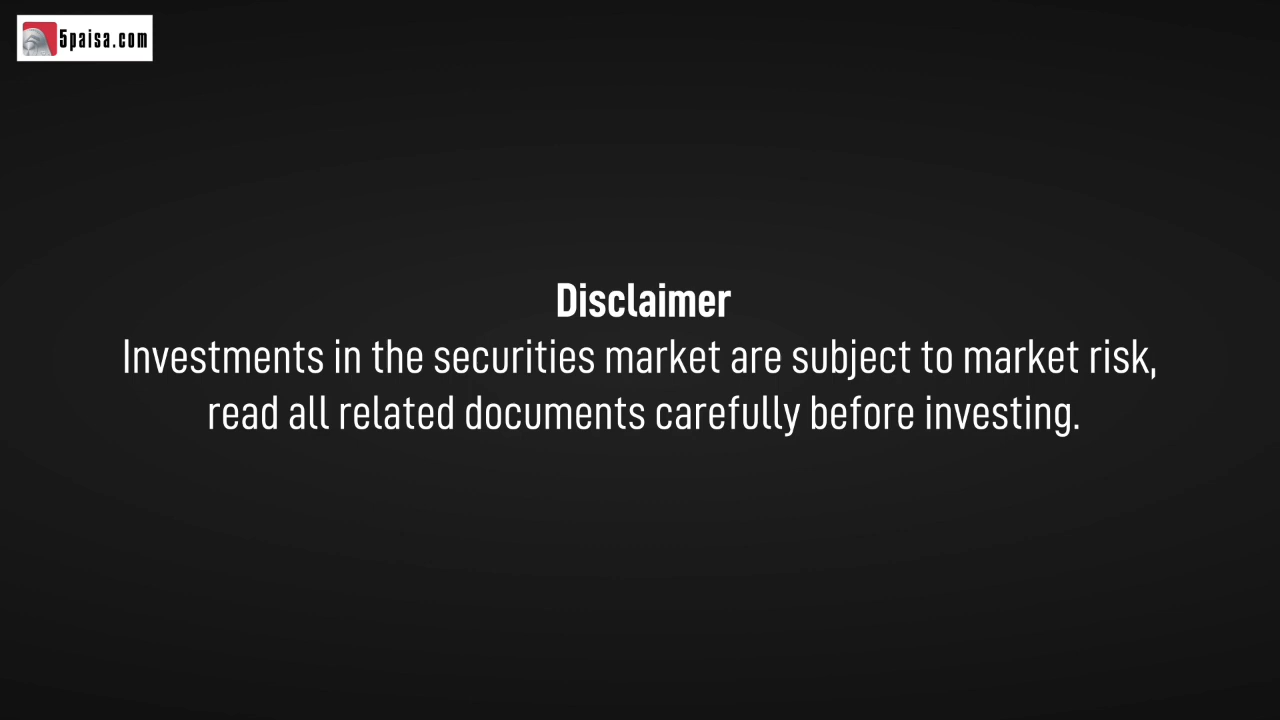 5paisa.com
Disclaimer
Investments in the securities market are subject to market risk,
read all related documents carefully before investing.